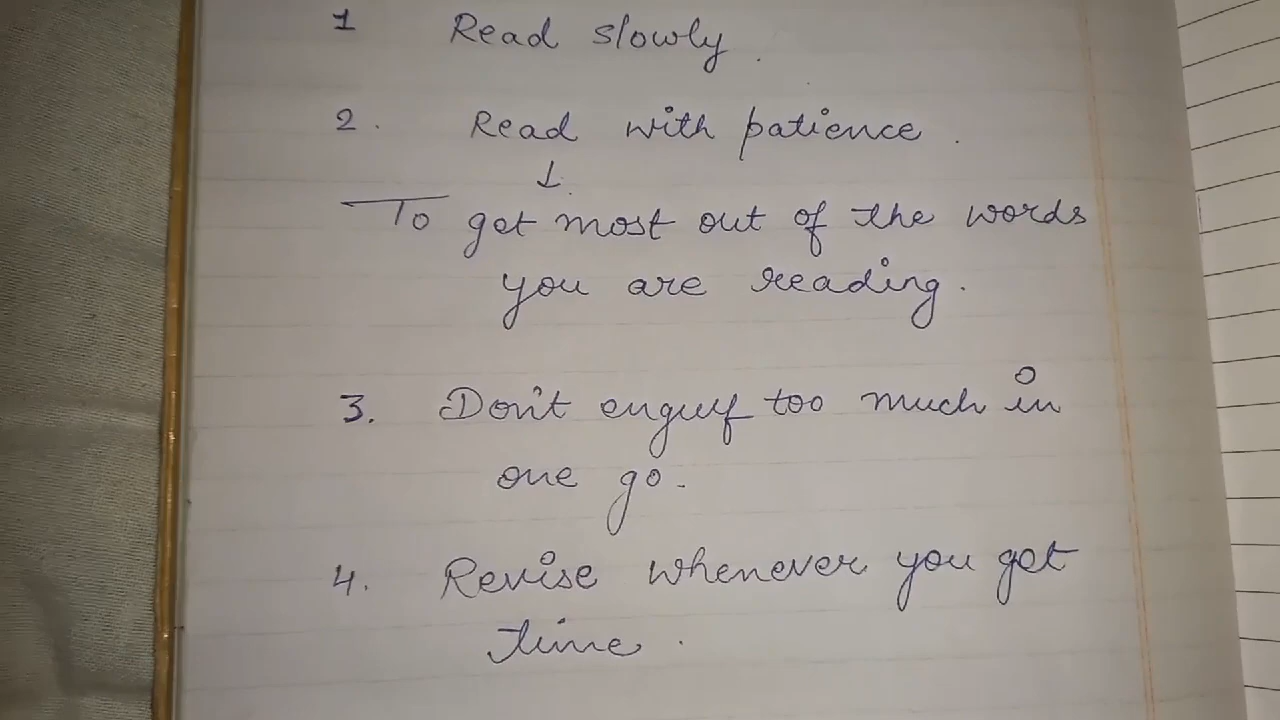 1 Read slowly.
2. Read with patience.
↓
To get most out of the words
you are reading.
3. Don't engulf too much in
one go.
4. Revise whenever you get
time.